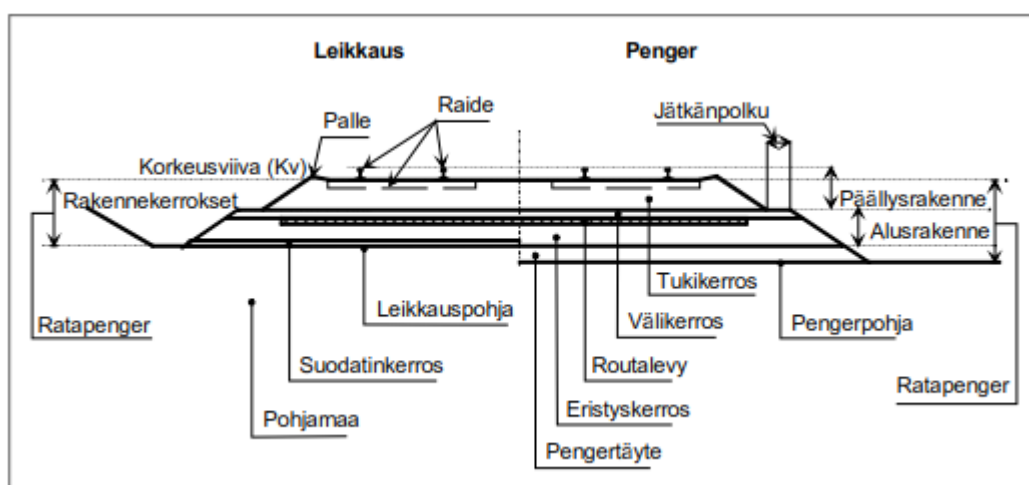 Leikkaus
Penger
Jätkänpolku
Raide
Palle
Korkeusviiva (Kv)
Rakennekerrokset
Päällysrakenne
Alusrakenne
Tukikerros
Leikkauspohja
Ratapenger
Välikerros
Pengerpohja
Suodatinkerros
Routalevy
Ratapenger
Eristyskerros
Pohjamaa
Pengertäyte